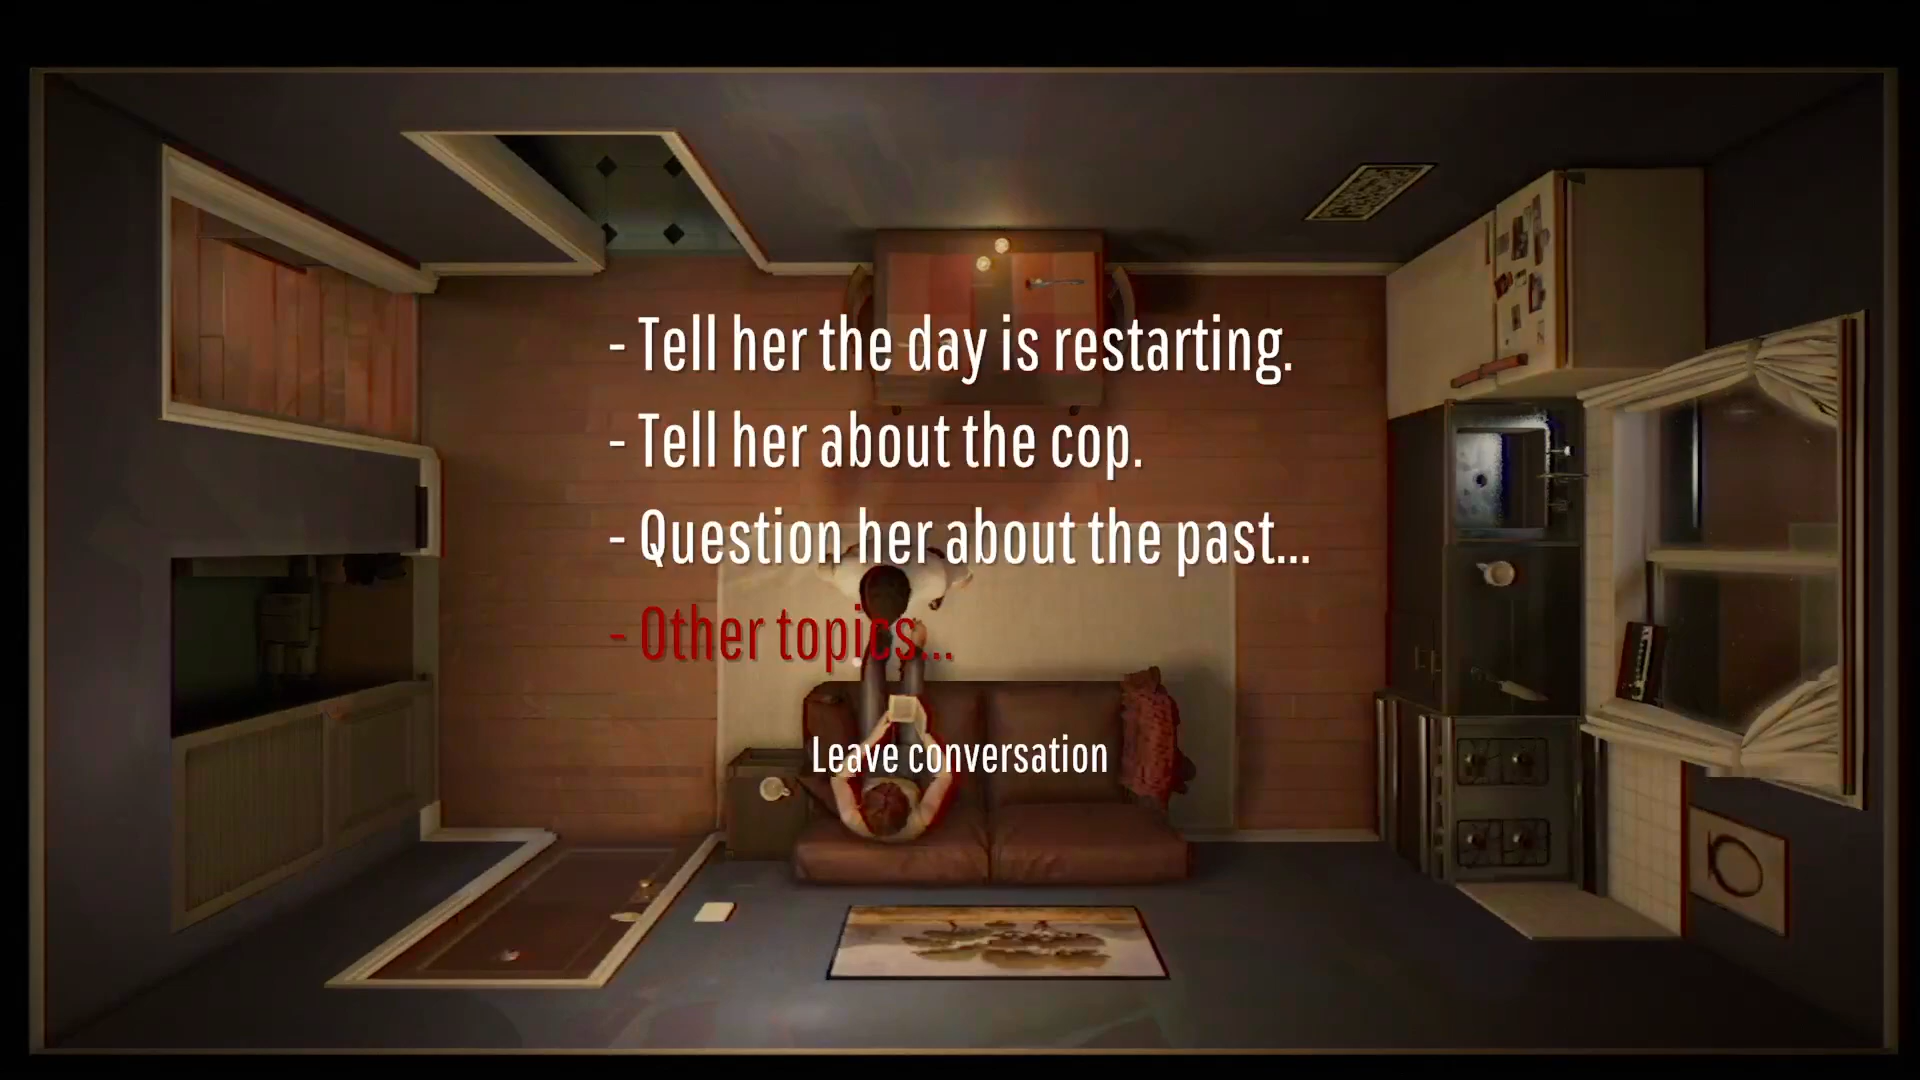 - Tell her the day is restarting.
- Tell her about the cop.
- Question her about the past...
- Other topics...
Leave conversation